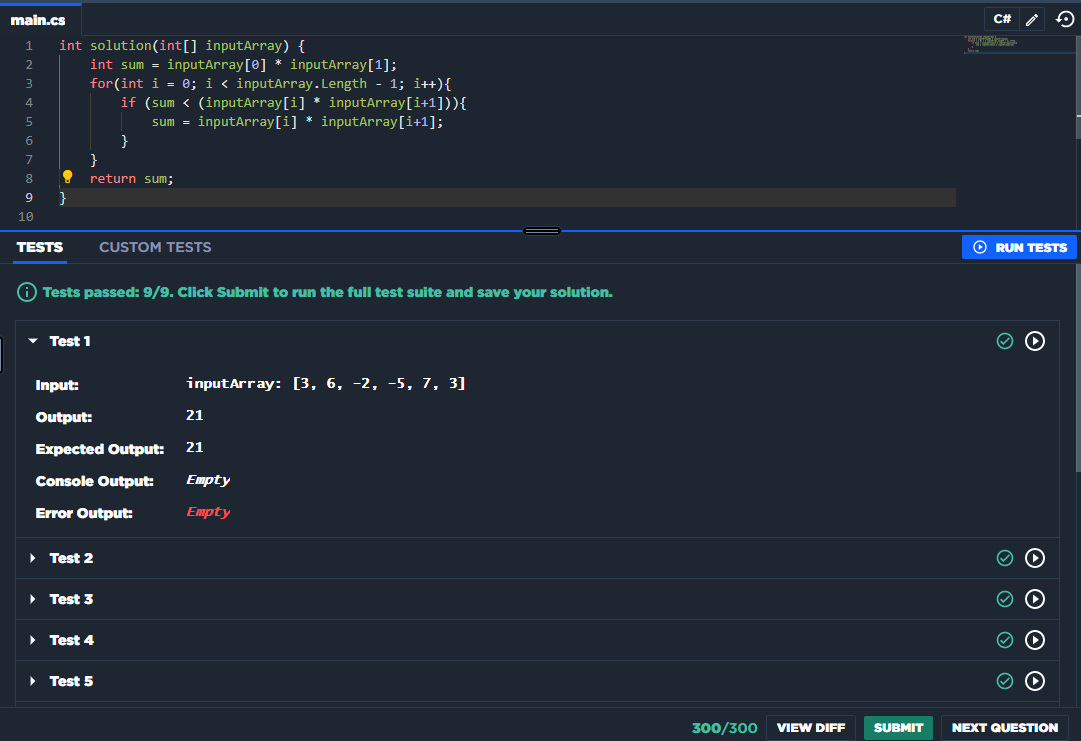 main.cs
C#
1 int solution(int[] inputArray) {
2 int sum = inputArray[0] * inputArray[1];
3 for(int i = 0; i < inputArray.Length - 1; i++){
4 if (sum < (inputArray[i] * inputArray[i+1])){
5 sum = inputArray[i] * inputArray[i+1];
6 }
7 }
8 return sum;
9 }
10
TESTS CUSTOM TESTS RUN TESTS
Tests passed: 9/9. Click Submit to run the full test suite and save your solution.
Test 1
Input: inputArray: [3, 6, -2, -5, 7, 3]
Output: 21
Expected Output: 21
Console Output: Empty
Error Output: Empty
Test 2
Test 3
Test 4
Test 5
300/300 VIEW DIFF SUBMIT NEXT QUESTION